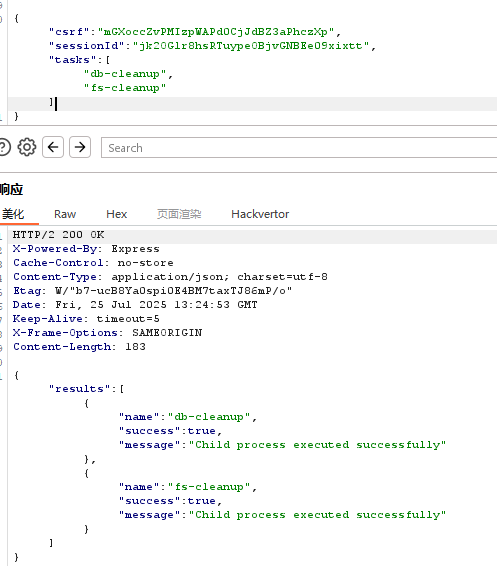 {
"csrf":"mGXoccZvPMIzpWAPd0CjJdBZ3aPhczXp",
"sessionId":"jk20Glr8hsRTuype0BjvGNBEe09xixtt",
"tasks":[
"db-cleanup",
"fs-cleanup"
]
}
Search
响应
美化 Raw Hex 页面渲染 Hackvertor
HTTP/2 200 OK
X-Powered-By: Express
Cache-Control: no-store
Content-Type: application/json; charset=utf-8
Etag: W/"b7-ucB8Ya0spi0E4BM7taxTJ86mP/o"
Date: Fri, 25 Jul 2025 13:24:53 GMT
Keep-Alive: timeout=5
X-Frame-Options: SAMEORIGIN
Content-Length: 183
{
"results":[
{
"name":"db-cleanup",
"success":true,
"message":"Child process executed successfully"
},
{
"name":"fs-cleanup",
"success":true,
"message":"Child process executed successfully"
}
]
}